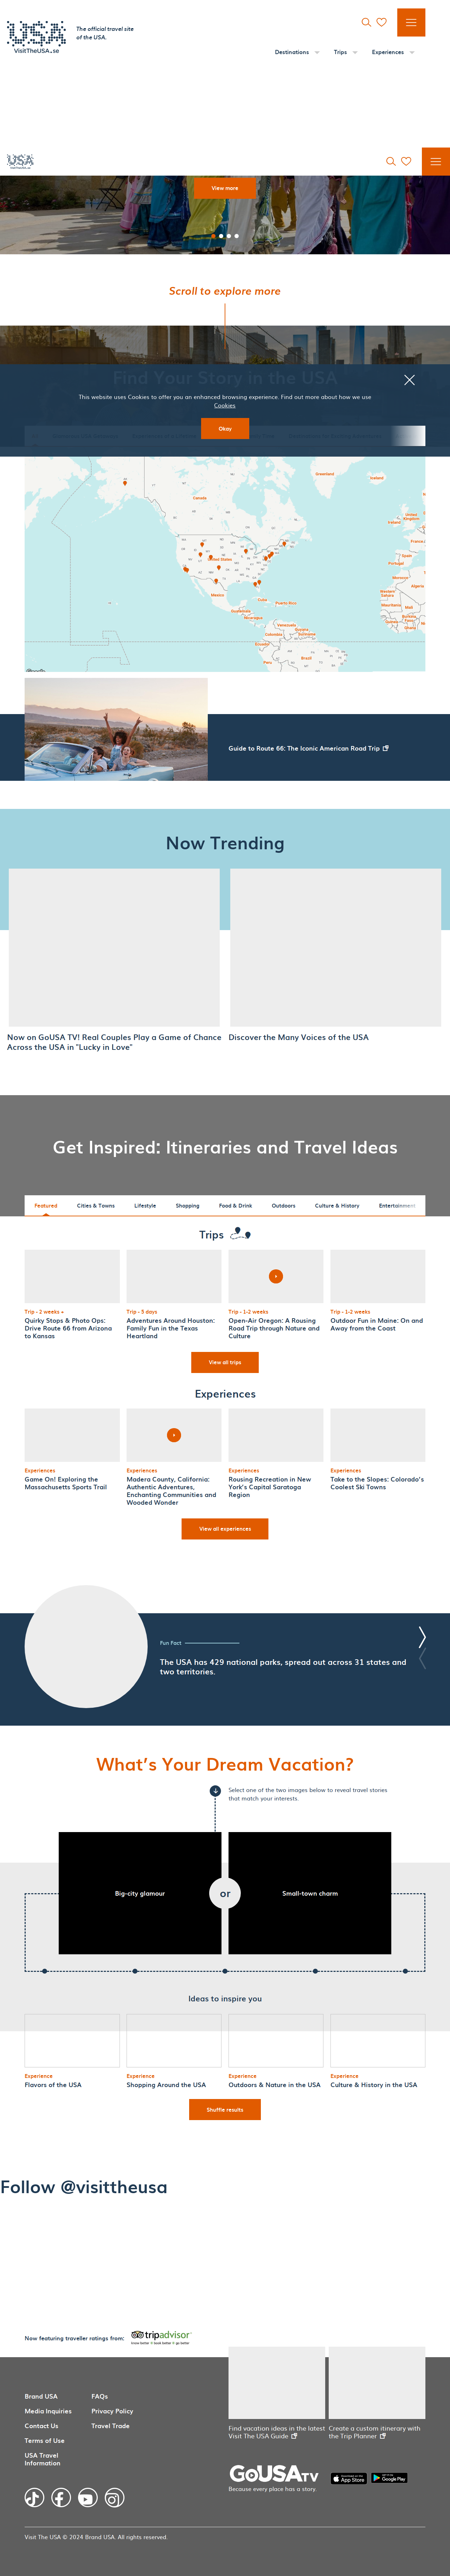 USA
VisitTheUSA.se
The official travel site
of the USA.
Destinations
Trips
Experiences
USA
View more
Scroll to explore more
Find Your Story in the USA
This website uses Cookies to offer you an enhanced browsing experience. Find out more about how we use
Cookies
Okay
Greenland
Iceland
Canada
United Kingdom
Ireland
France
Spain
Portugal
Morocco
Algeria
Western Sahara
United States
Mexico
Cuba
Puerto Rico
Guatemala
Nicaragua
Venezuela
Guyana
Suriname
Colombia
Ecuador
Brazil
Peru
Mauritania
Mali
Burkina Faso
Guinea
Ghana
Guide to Route 66: The Iconic American Road Trip
Now Trending
Now on GoUSA TV! Real Couples Play a Game of Chance
Across the USA in "Lucky in Love"
Discover the Many Voices of the USA
Get Inspired: Itineraries and Travel Ideas
Featured
Cities & Towns
Lifestyle
Shopping
Food & Drink
Outdoors
Culture & History
Entertainment
Trips
Trip - 2 weeks +
Quirky Stops & Photo Ops:
Drive Route 66 from Arizona
to Kansas
Trip - 5 days
Adventures Around Houston:
Family Fun in the Texas
Heartland
Trip - 1-2 weeks
Open-Air Oregon: A Rousing
Road Trip through Nature and
Culture
Trip - 1-2 weeks
Outdoor Fun in Maine: On and
Away from the Coast
View all trips
Experiences
Experiences
Game On! Exploring the
Massachusetts Sports Trail
Experiences
Madera County, California:
Authentic Adventures,
Enchanting Communities and
Wooded Wonder
Experiences
Rousing Recreation in New
York's Capital Saratoga
Region
Experiences
Take to the Slopes: Colorado's
Coolest Ski Towns
View all experiences
Fun Fact
The USA has 429 national parks, spread out across 31 states and
two territories.
What's Your Dream Vacation?
Select one of the two images below to reveal travel stories
that match your interests.
Big-city glamour
or
Small-town charm
Ideas to inspire you
Experience
Flavors of the USA
Experience
Shopping Around the USA
Experience
Outdoors & Nature in the USA
Experience
Culture & History in the USA
Shuffle results
Follow @visittheusa
Now featuring traveller ratings from:
tripadvisor
know better • book better • go better
Brand USA
FAQs
Media Inquiries
Privacy Policy
Contact Us
Travel Trade
Terms of Use
USA Travel
Information
Find vacation ideas in the latest
Visit The USA Guide
Create a custom itinerary with
the Trip Planner
GoUSA TV
Because every place has a story.
App Store
Google Play
Visit The USA © 2024 Brand USA. All rights reserved.